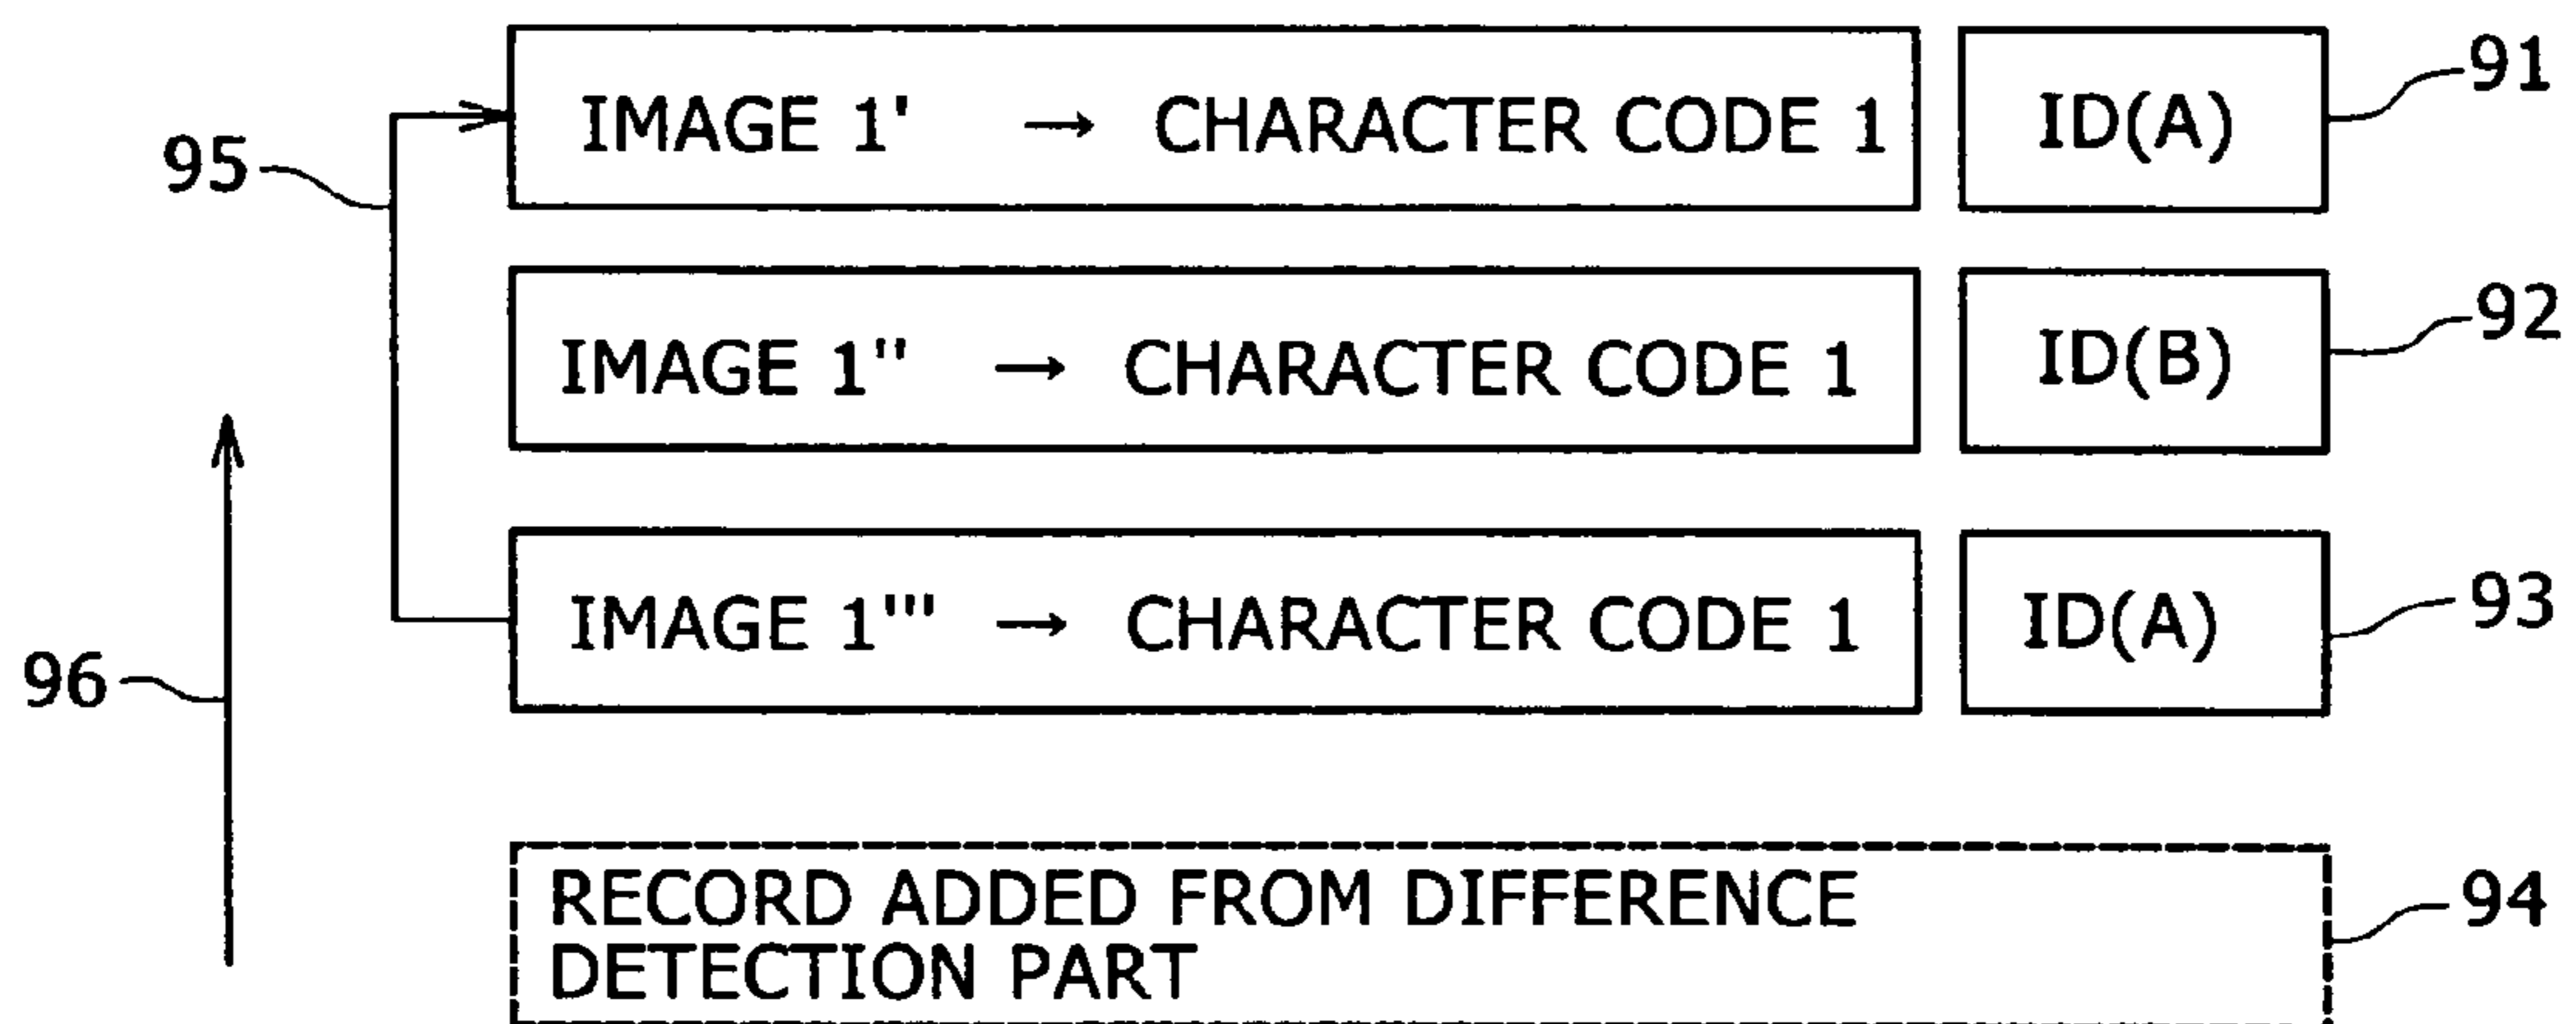 IMAGE 1' → CHARACTER CODE 1 ID(A) 91
95
IMAGE 1'' → CHARACTER CODE 1 ID(B) 92
IMAGE 1''' → CHARACTER CODE 1 ID(A) 93
96
RECORD ADDED FROM DIFFERENCE
DETECTION PART
94